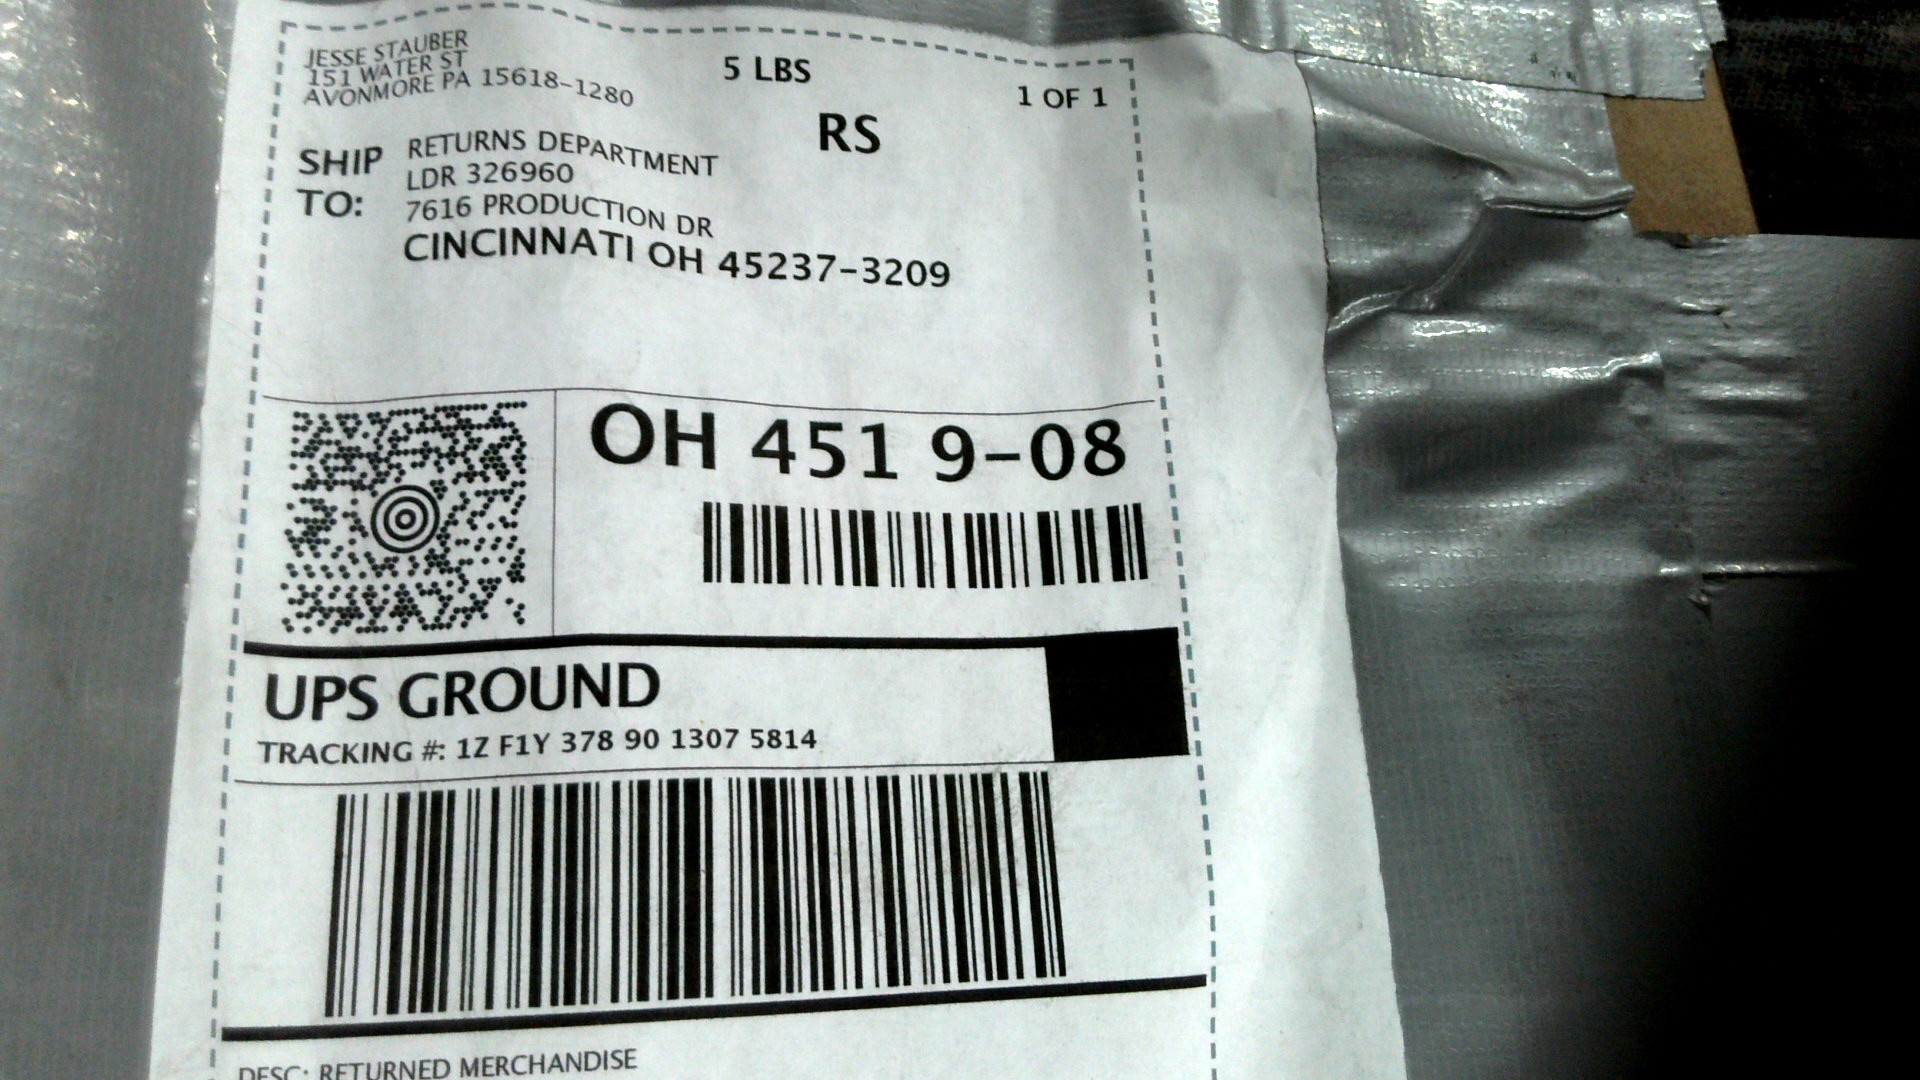 JESSE STAUBER
151 WATER ST
AVONMORE PA 15618-1280
5 LBS
1 OF 1
RS
SHIP TO:
RETURNS DEPARTMENT
LDR 326960
7616 PRODUCTION DR
CINCINNATI OH 45237-3209
OH 451 9-08
UPS GROUND
TRACKING #: 1Z F1Y 378 90 1307 5814
DESC: RETURNED MERCHANDISE